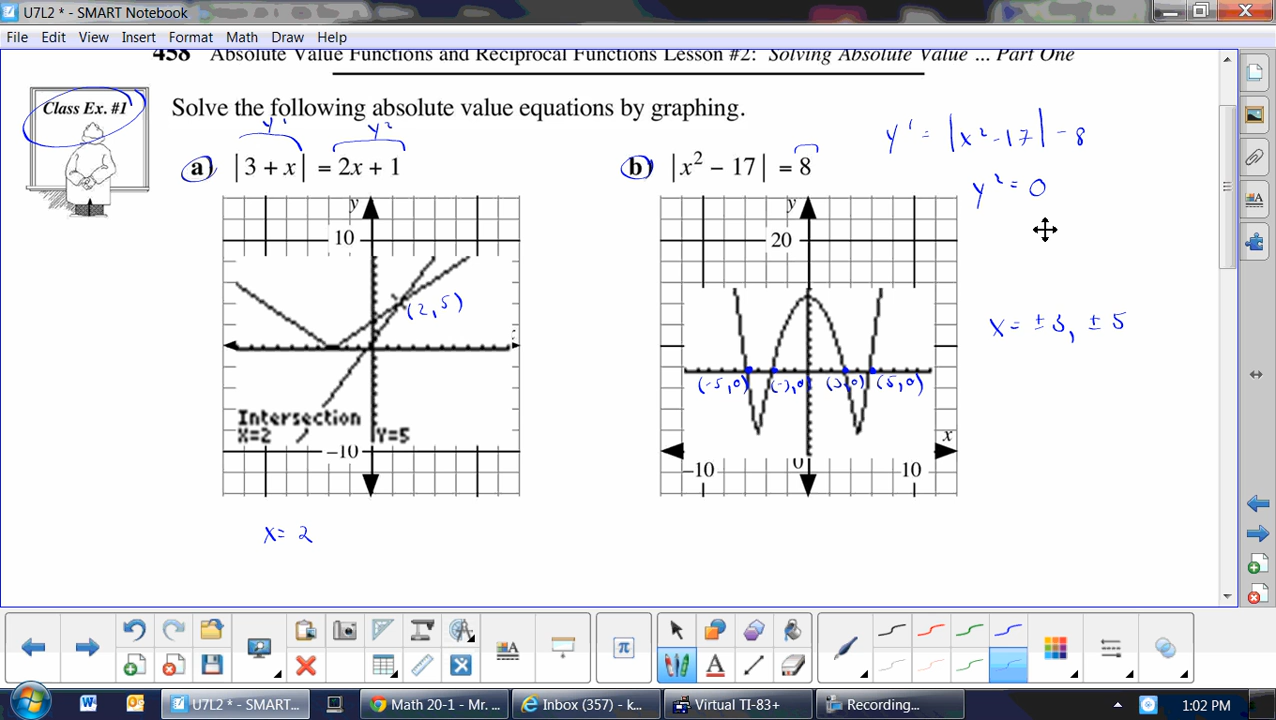 U7L2 * - SMART Notebook
File Edit View Insert Format Math Draw Help
458 Absolute Value Functions and Reciprocal Functions Lesson #2: Solving Absolute Value ... Part One
Class Ex. #1
Solve the following absolute value equations by graphing.
y¹ y²
a) |3 + x| = 2x + 1
b) |x² − 17| = 8
y¹ = |x² - 17| - 8
y² = 0
y
10
(2, 5)
Intersection
X=2 Y=5
−10
x = 2
y
20
(-5, 0) (-3, 0) (3, 0) (5, 0)
x
−10 0 10
x = ± 3, ± 5
π
A
U7L2 * - SMART...
Math 20-1 - Mr. ...
Inbox (357) - k...
Virtual TI-83+
Recording...
1:02 PM